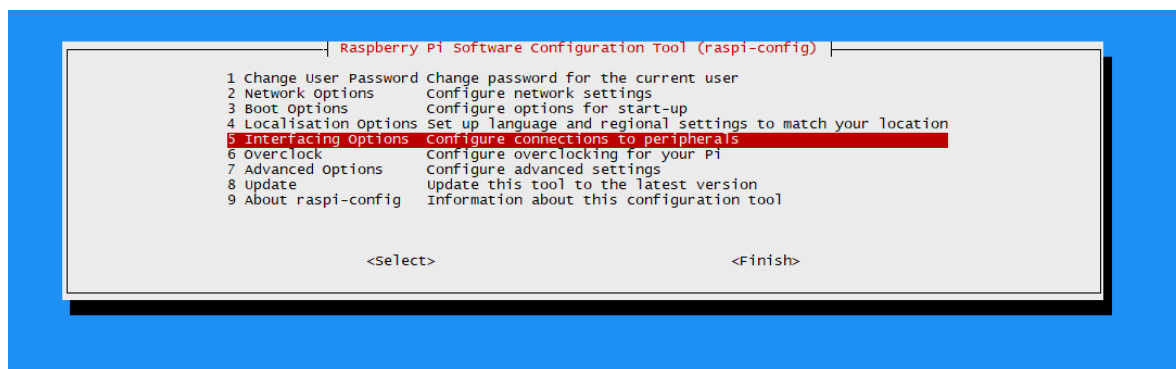 Raspberry Pi Software Configuration Tool (raspi-config)
1 Change User Password Change password for the current user
2 Network Options Configure network settings
3 Boot Options Configure options for start-up
4 Localisation Options Set up language and regional settings to match your location
5 Interfacing Options Configure connections to peripherals
6 Overclock Configure overclocking for your Pi
7 Advanced Options Configure advanced settings
8 Update Update this tool to the latest version
9 About raspi-config Information about this configuration tool
<Select> <Finish>